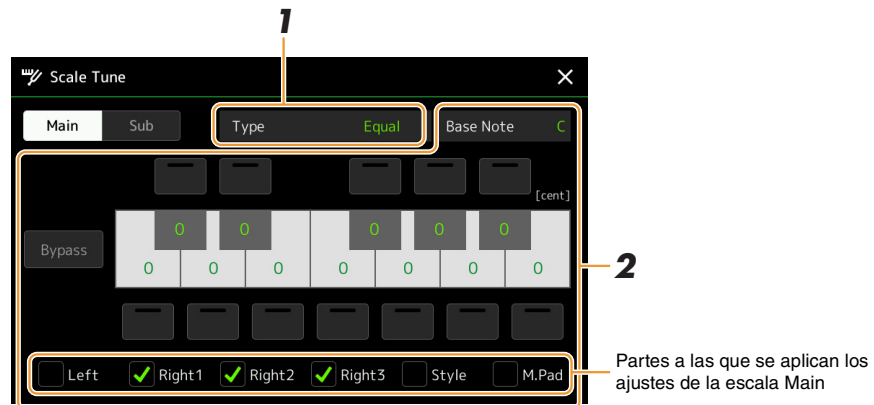 1
Scale Tune
Main Sub Type Equal Base Note C
[cent]
0 0 0 0 0
Bypass
0 0 0 0 0 0 0
2
Left Right1 Right2 Right3 Style M.Pad
Partes a las que se aplican los
ajustes de la escala Main